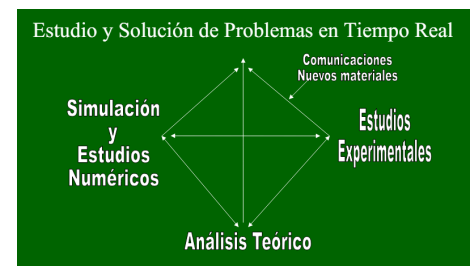 Estudio y Solución de Problemas en Tiempo Real
Comunicaciones
Nuevos materiales
Simulación
y
Estudios
Numéricos
Estudios
Experimentales
Análisis Teórico